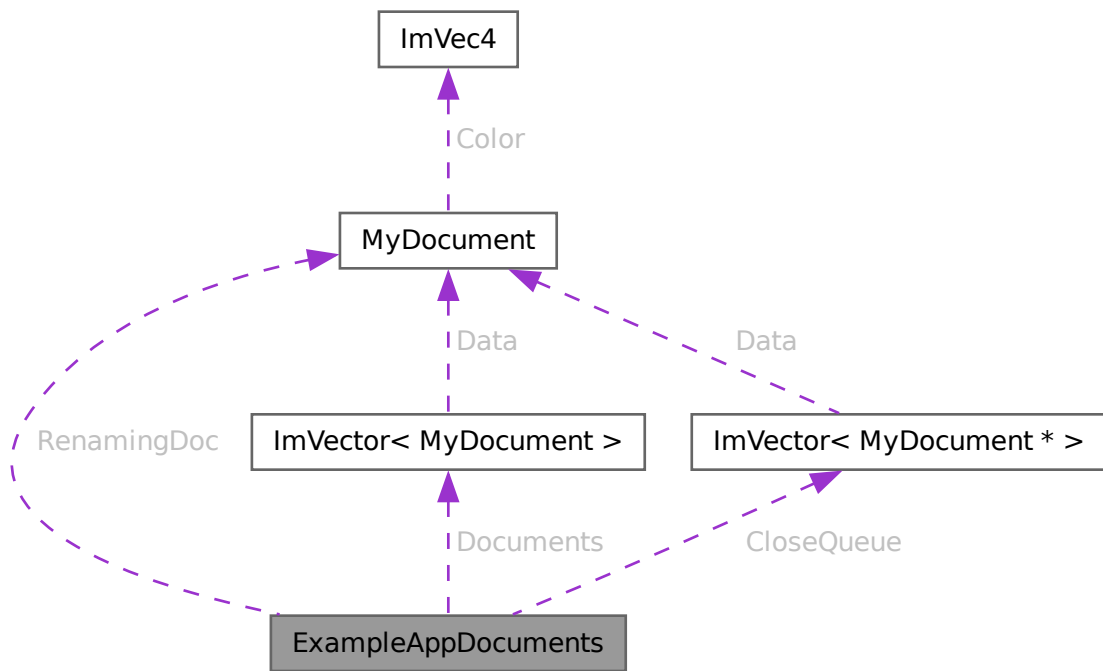 ImVec4
Color
MyDocument
Data
Data
RenamingDoc
ImVector< MyDocument >
ImVector< MyDocument * >
Documents
CloseQueue
ExampleAppDocuments